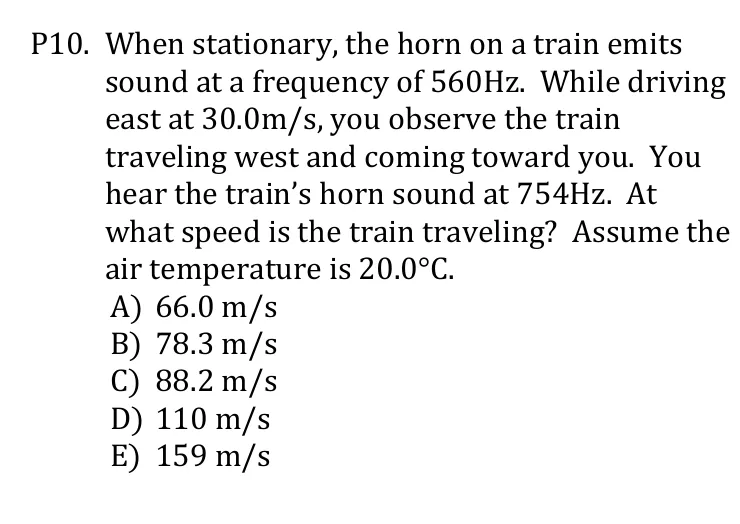 P10. When stationary, the horn on a train emits
sound at a frequency of 560Hz. While driving
east at 30.0m/s, you observe the train
traveling west and coming toward you. You
hear the train’s horn sound at 754Hz. At
what speed is the train traveling? Assume the
air temperature is 20.0°C.
A) 66.0 m/s
B) 78.3 m/s
C) 88.2 m/s
D) 110 m/s
E) 159 m/s